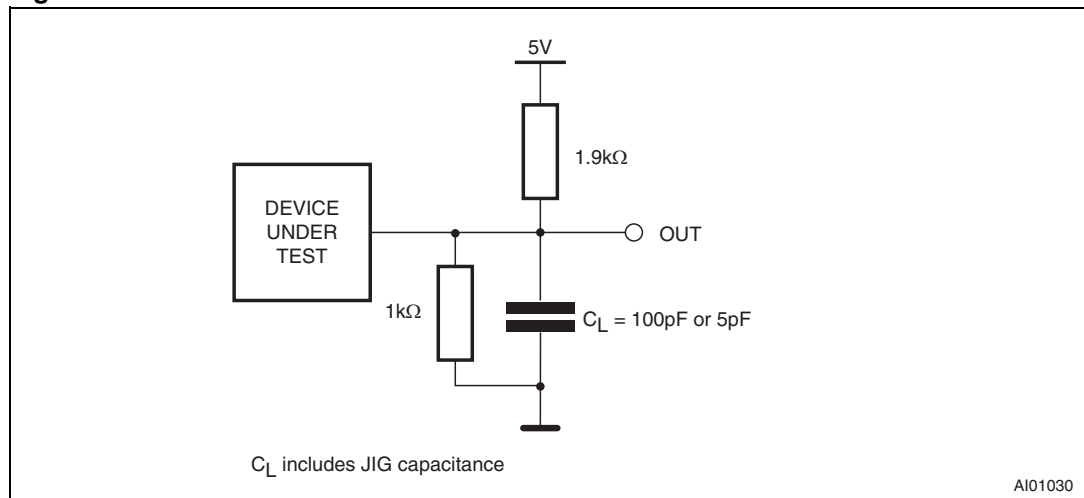 5V
1.9kΩ
DEVICE
UNDER
TEST
OUT
1kΩ
CL = 100pF or 5pF
CL includes JIG capacitance
AI01030